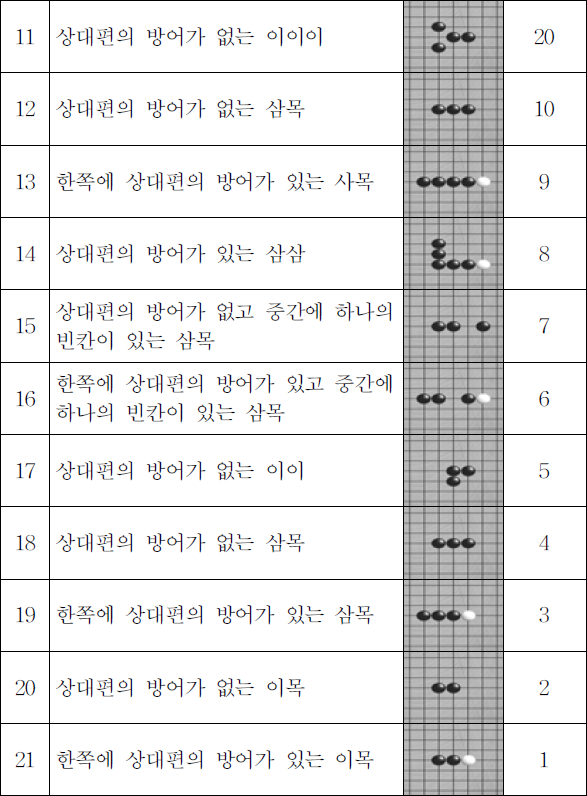 11 상대편의 방어가 없는 이이이 20
12 상대편의 방어가 없는 삼목 10
13 한쪽에 상대편의 방어가 있는 사목 9
14 상대편의 방어가 있는 삼삼 8
15 상대편의 방어가 없고 중간에 하나의 7
빈칸이 있는 삼목
16 한쪽에 상대편의 방어가 있고 중간에 6
하나의 빈칸이 있는 삼목
17 상대편의 방어가 없는 이이 5
18 상대편의 방어가 없는 삼목 4
19 한쪽에 상대편의 방어가 있는 삼목 3
20 상대편의 방어가 없는 이목 2
21 한쪽에 상대편의 방어가 있는 이목 1